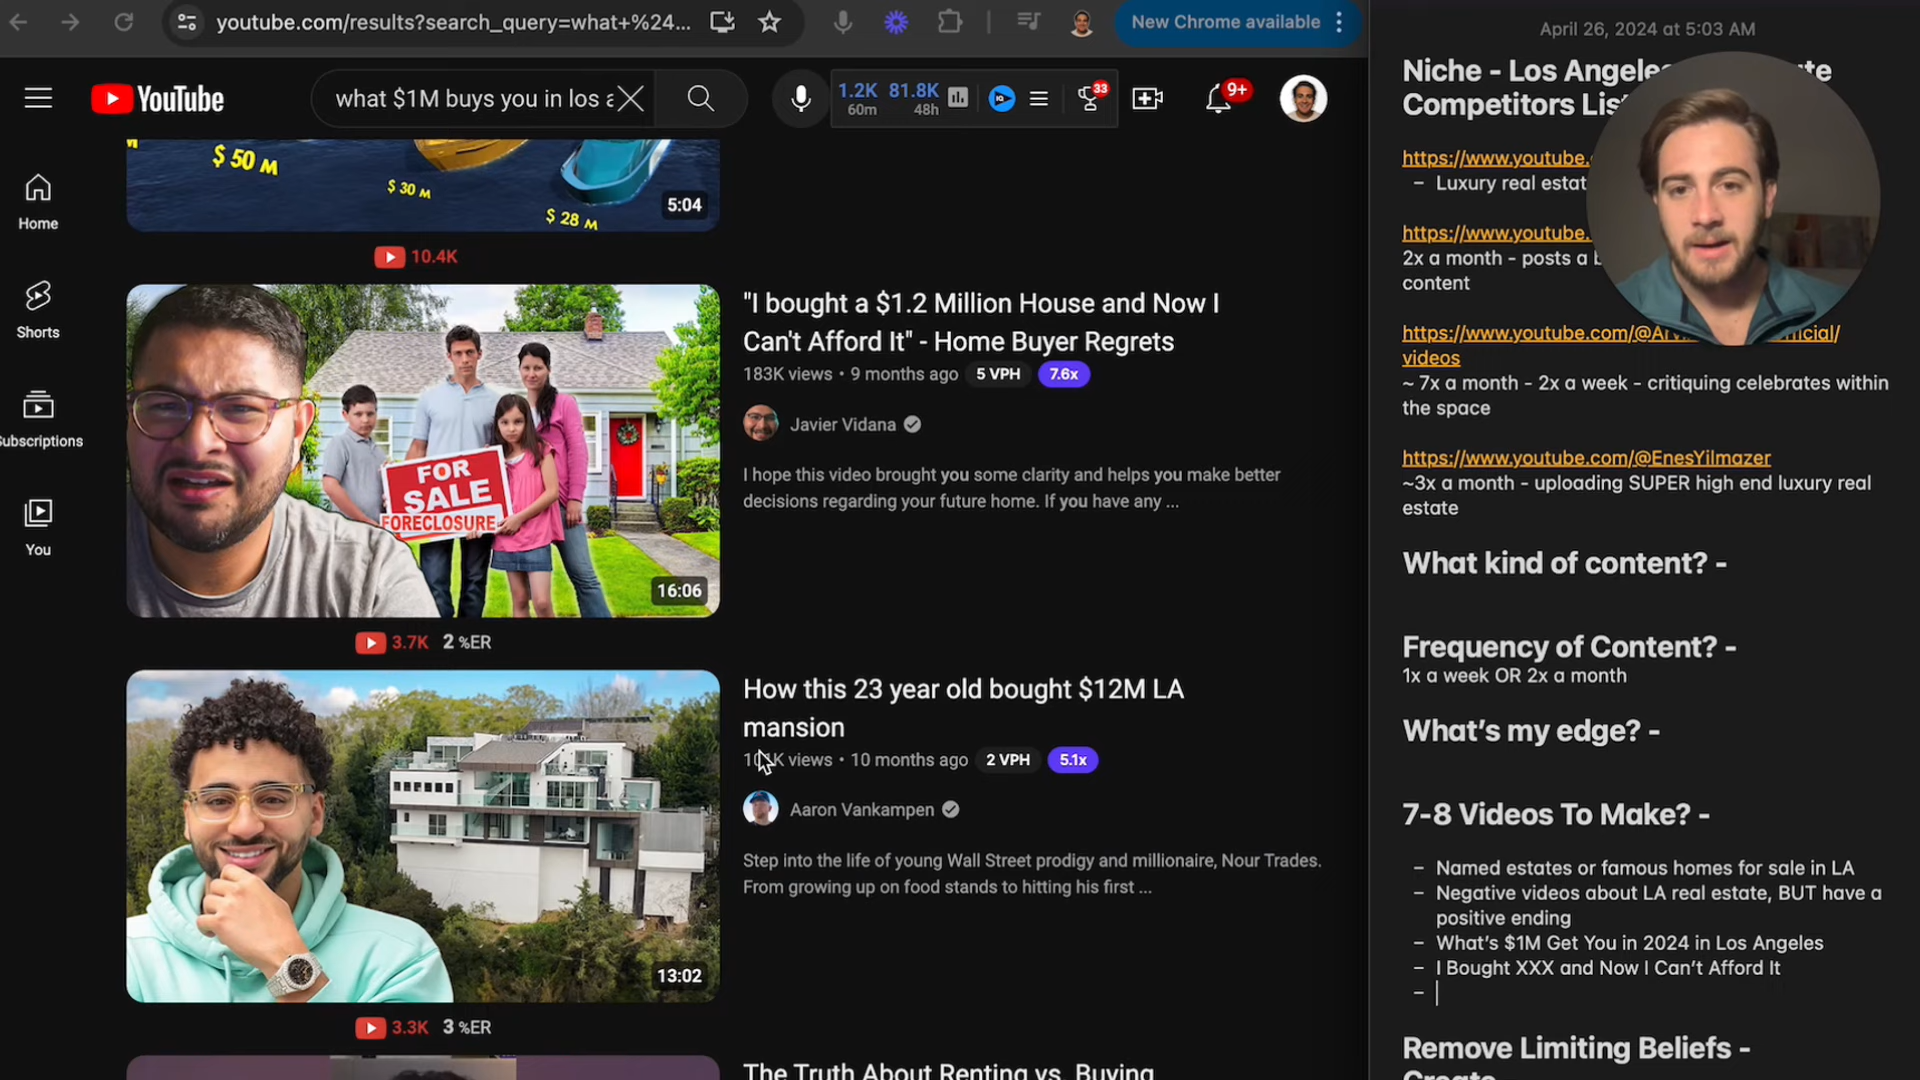 youtube.com/results?search_query=what+%24...
New Chrome available
YouTube
what $1M buys you in los a
1.2K
60m
81.8K
48h
33
9+
Home
Shorts
Subscriptions
You
$ 50 M
$ 30 M
$ 28 M
5:04
10.4K
FOR
SALE
FORECLOSURE
16:06
"I bought a $1.2 Million House and Now I
Can't Afford It" - Home Buyer Regrets
183K views • 9 months ago 5 VPH 7.6x
Javier Vidana
I hope this video brought you some clarity and helps you make better
decisions regarding your future home. If you have any ...
3.7K 2 %ER
13:02
How this 23 year old bought $12M LA
mansion
views • 10 months ago 2 VPH 5.1x
Aaron Vankampen
Step into the life of young Wall Street prodigy and millionaire, Nour Trades.
From growing up on food stands to hitting his first ...
3.3K 3 %ER
The Truth About Renting vs. Buying
April 26, 2024 at 5:03 AM
Niche - Los Angeles
Competitors
https://www.youtube.
- Luxury real estat
https://www.youtube.
2x a month - posts a
content
https://www.youtube.com/
videos
~ 7x a month - 2x a week - critiquing celebrates within
the space
https://www.youtube.com/@EnesYilmazer
~3x a month - uploading SUPER high end luxury real
estate
What kind of content? -
Frequency of Content? -
1x a week OR 2x a month
What's my edge? -
7-8 Videos To Make? -
- Named estates or famous homes for sale in LA
- Negative videos about LA real estate, BUT have a
positive ending
- What's $1M Get You in 2024 in Los Angeles
- I Bought XXX and Now I Can't Afford It
-
Remove Limiting Beliefs -
Create